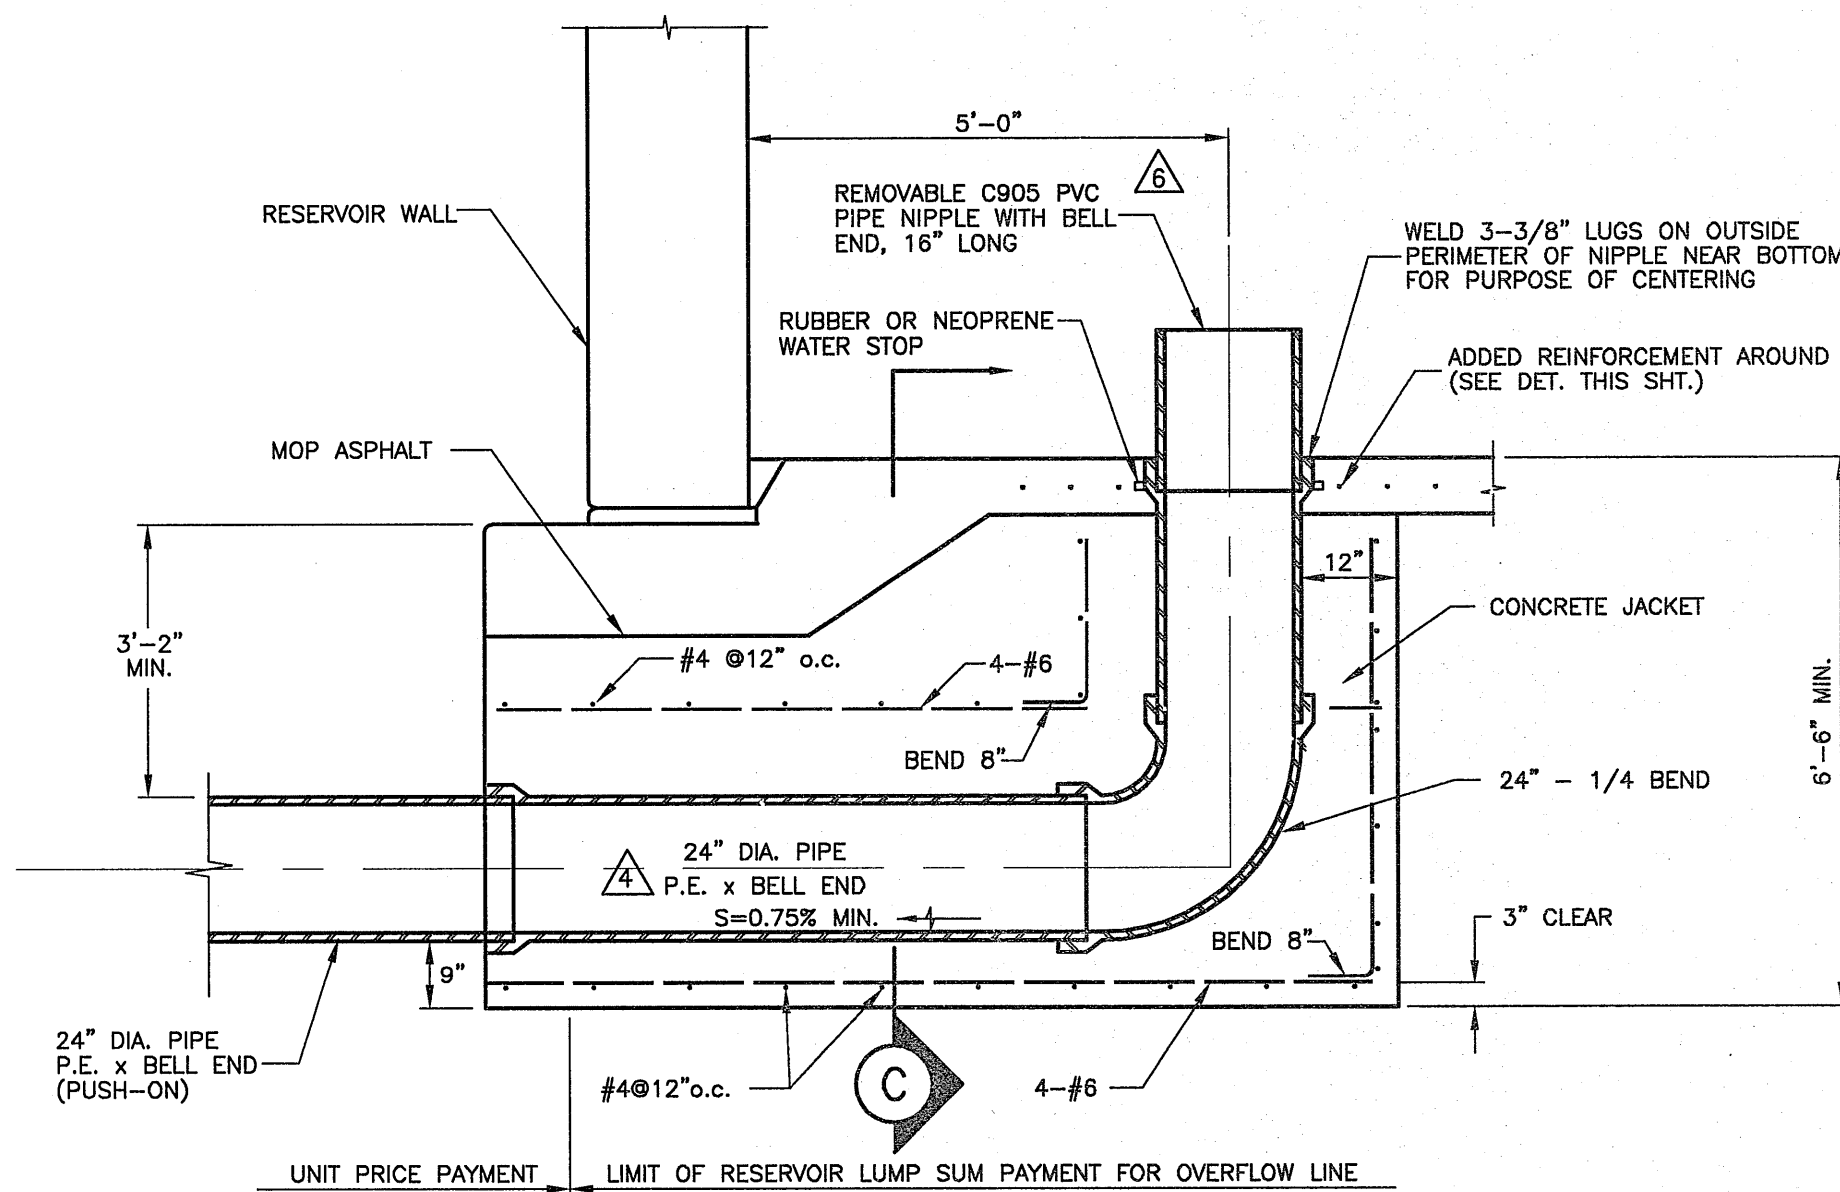 5'-0"
6
REMOVABLE C905 PVC
PIPE NIPPLE WITH BELL
END, 16" LONG
RESERVOIR WALL
WELD 3-3/8" LUGS ON OUTSIDE
PERIMETER OF NIPPLE NEAR BOTTOM
FOR PURPOSE OF CENTERING
RUBBER OR NEOPRENE
WATER STOP
ADDED REINFORCEMENT AROUND
(SEE DET. THIS SHT.)
MOP ASPHALT
12"
CONCRETE JACKET
3'-2"
MIN.
#4 @12" o.c.
4-#6
6'-6" MIN.
BEND 8"
24" - 1/4 BEND
24" DIA. PIPE
4
P.E. x BELL END
S=0.75% MIN.
3" CLEAR
BEND 8"
9"
24" DIA. PIPE
P.E. x BELL END
(PUSH-ON)
#4@12"o.c.
C
4-#6
UNIT PRICE PAYMENT
LIMIT OF RESERVOIR LUMP SUM PAYMENT FOR OVERFLOW LINE